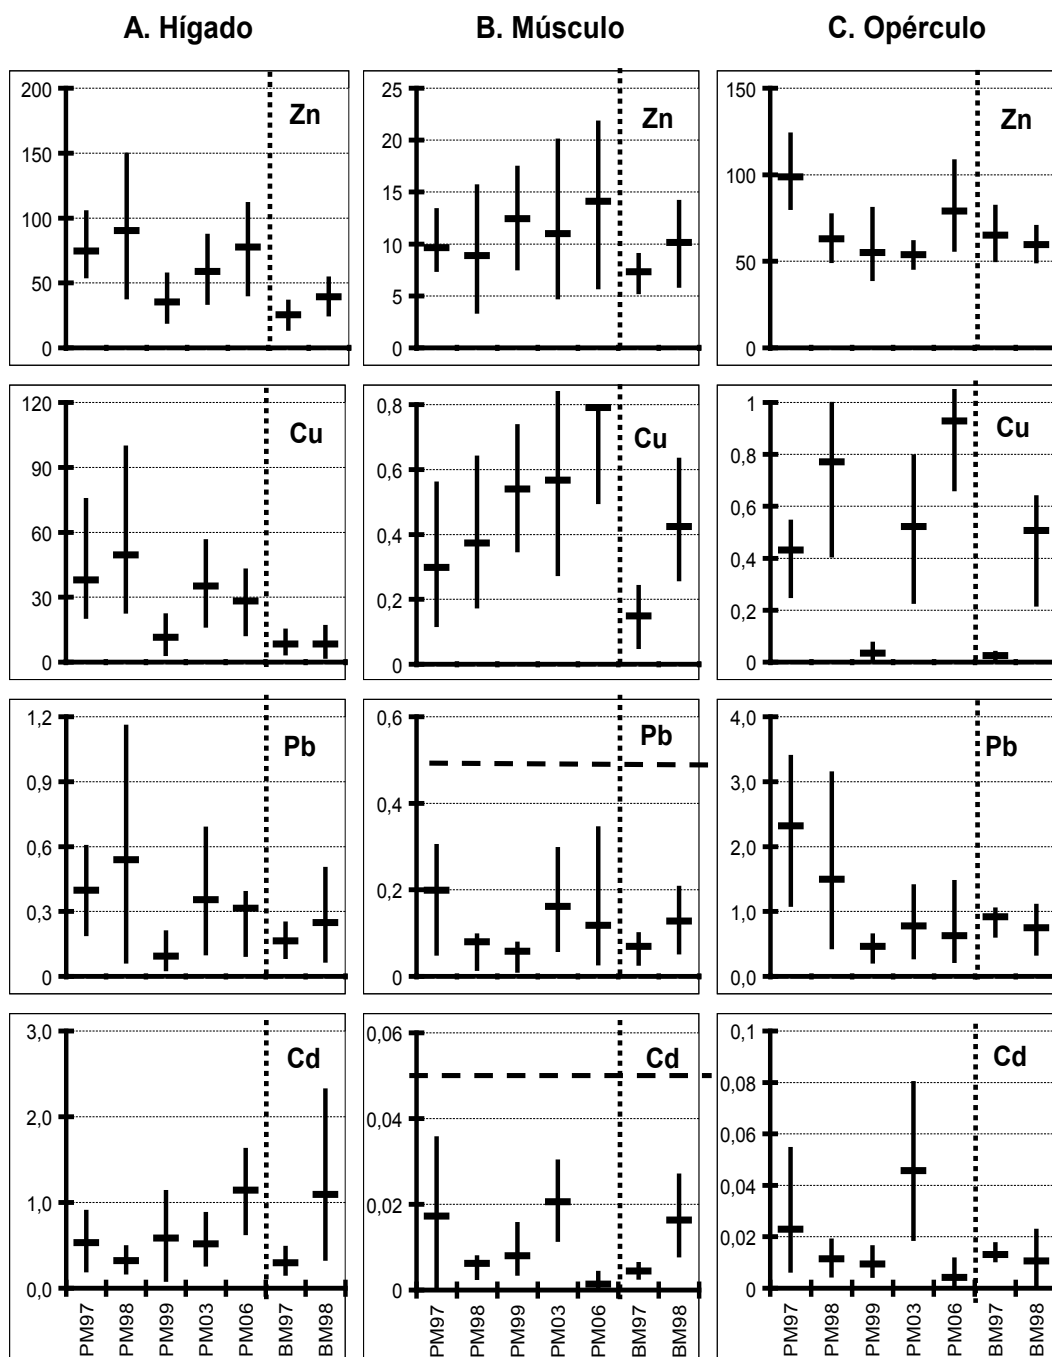 A. Hígado
B. Músculo
C. Opérculo
200
150
100
50
0
Zn
25
20
15
10
5
0
Zn
150
100
50
0
Zn
120
90
60
30
0
Cu
0,8
0,6
0,4
0,2
0
Cu
1
0,8
0,6
0,4
0,2
0
Cu
1,2
0,9
0,6
0,3
0
Pb
0,6
0,4
0,2
0
Pb
4,0
3,0
2,0
1,0
0,0
Pb
3,0
2,0
1,0
0,0
Cd
PM97
PM98
PM99
PM03
PM06
BM97
BM98
0,06
0,04
0,02
0
Cd
PM97
PM98
PM99
PM03
PM06
BM97
BM98
0,1
0,08
0,06
0,04
0,02
0
Cd
PM97
PM98
PM99
PM03
PM06
BM97
BM98